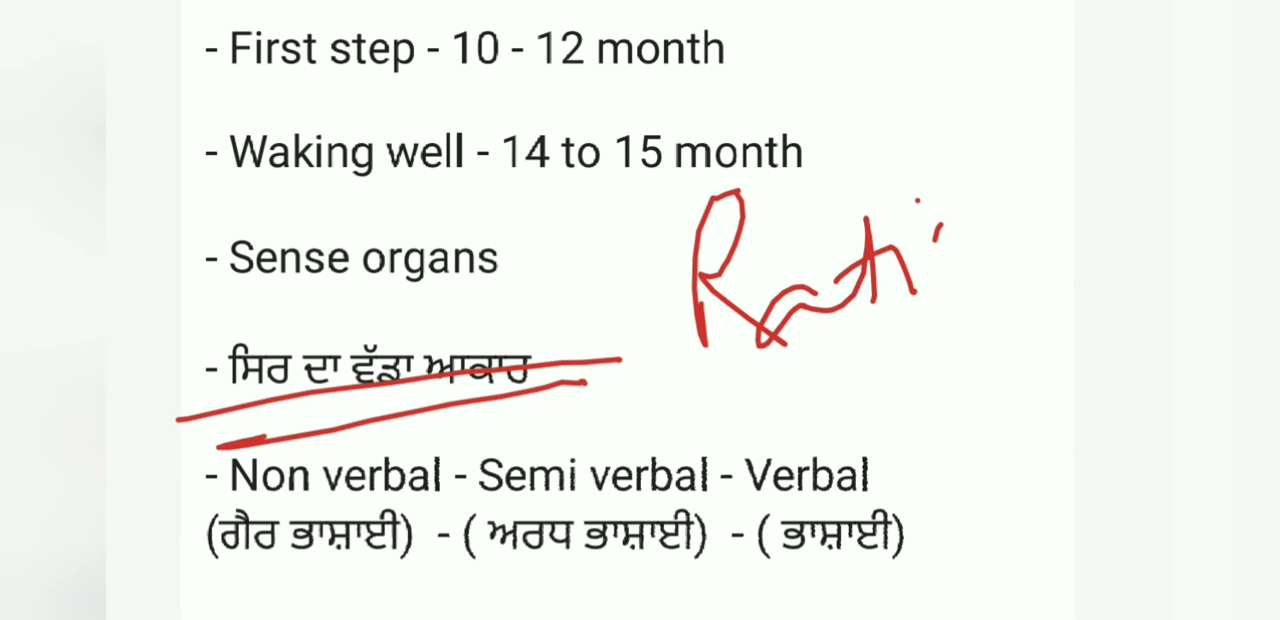 - First step - 10 - 12 month
- Waking well - 14 to 15 month
- Sense organs
- ਸਿਰ ਦਾ ਵੱਡਾ ਆਕਾਰ
- Non verbal - Semi verbal - Verbal
(ਗੈਰ ਭਾਸ਼ਾਈ) - ( ਅਰਧ ਭਾਸ਼ਾਈ) - ( ਭਾਸ਼ਾਈ)